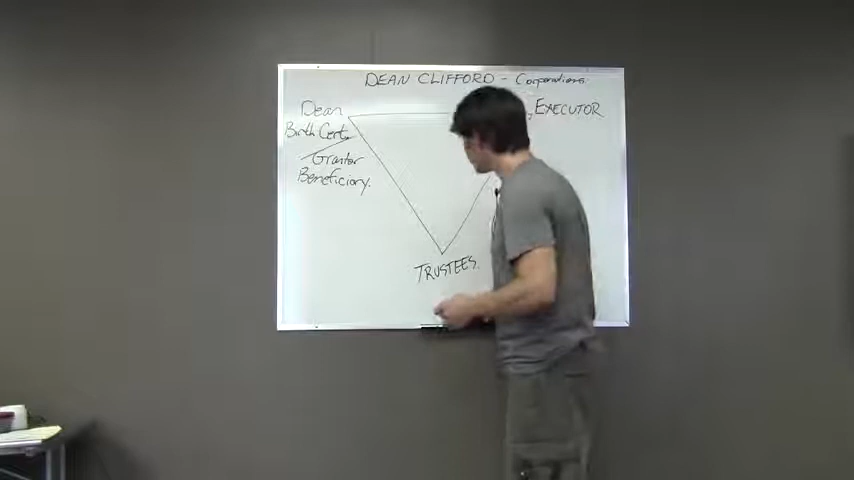 DEAN CLIFFORD - Corporations.
Dean
Birth Cert.
Grantor
Beneficiary.
EXECUTOR
TRUSTEES.